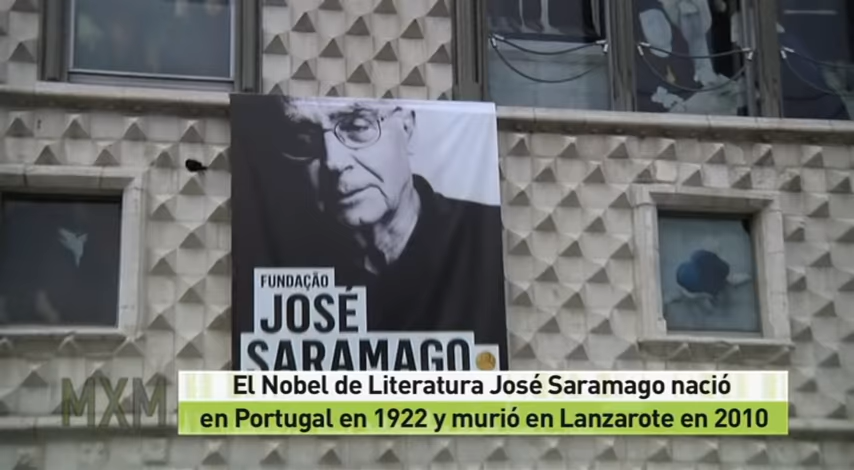 FUNDAÇÃO
JOSÉ
SARAMAGO
MXM
El Nobel de Literatura José Saramago nació
en Portugal en 1922 y murió en Lanzarote en 2010